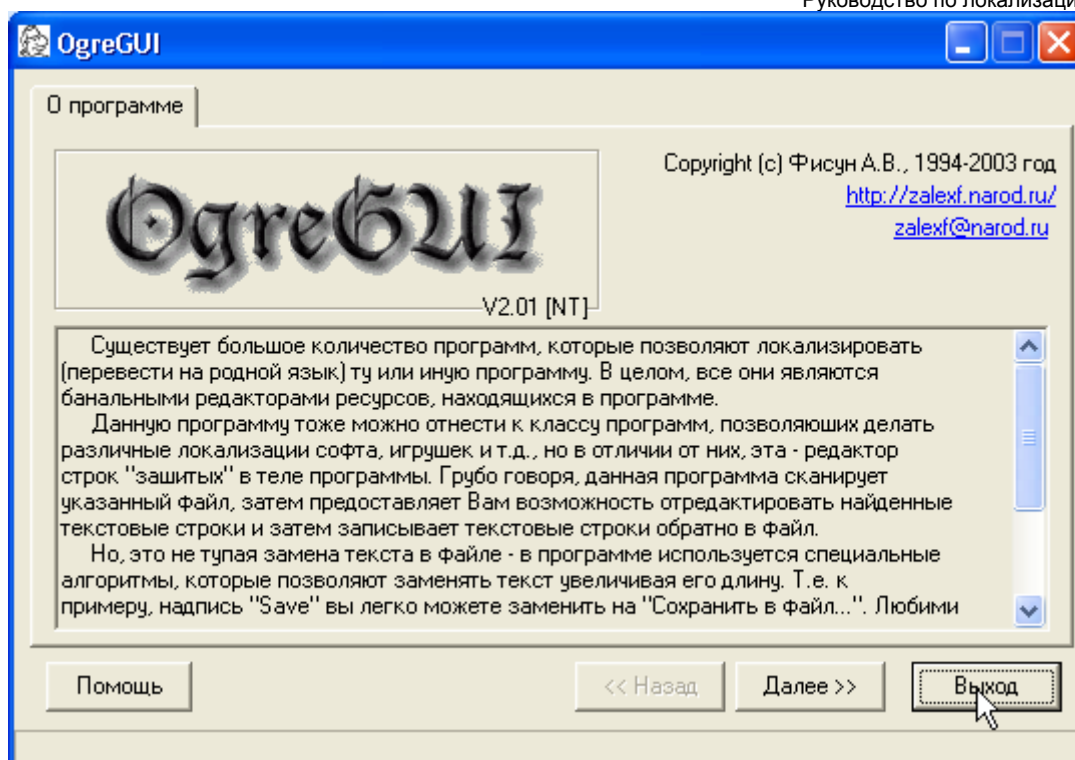 Руководство по локализаци
OgreGUI
О программе
Copyright (c) Фисун А.В., 1994-2003 год
http://zalexf.narod.ru/
zalexf@narod.ru
OgreGUI
V2.01 [NT]
Существует большое количество программ, которые позволяют локализировать
(перевести на родной язык) ту или иную программу. В целом, все они являются
банальными редакторами ресурсов, находящихся в программе.
Данную программу тоже можно отнести к классу программ, позволяюших делать
различные локализации софта, игрушек и т.д., но в отличии от них, эта - редактор
строк "зашитых" в теле программы. Грубо говоря, данная программа сканирует
указанный файл, затем предоставляет Вам возможность отредактировать найденные
текстовые строки и затем записывает текстовые строки обратно в файл.
Но, это не тупая замена текста в файле - в программе используется специальные
алгоритмы, которые позволяют заменять текст увеличивая его длину. Т.е. к
примеру, надпись "Save" вы легко можете заменить на "Сохранить в файл...". Любими
Помощь
<< Назад
Далее >>
Выход